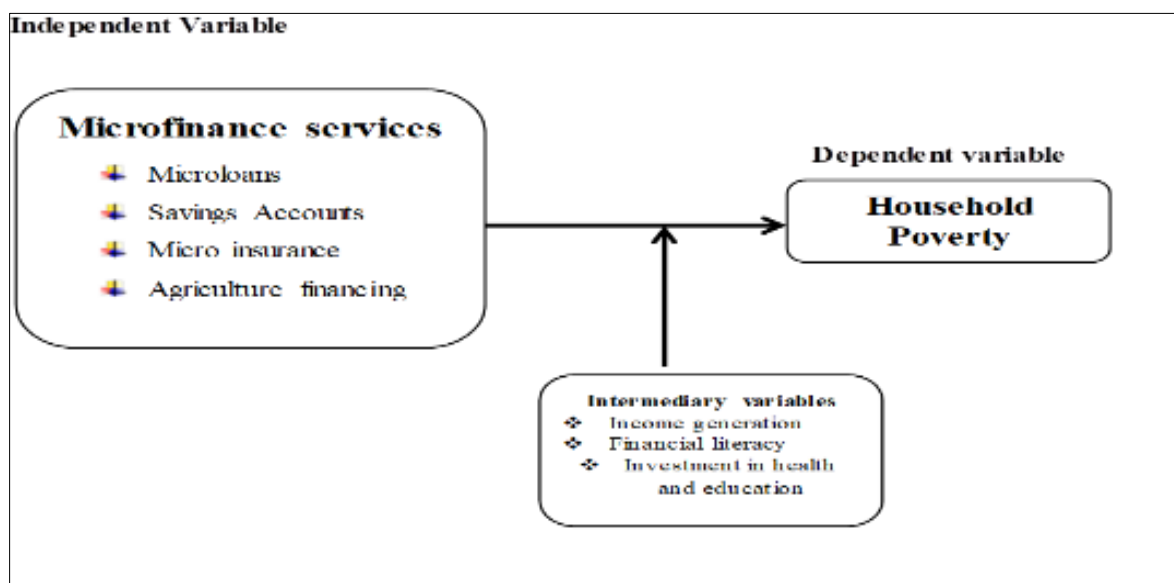 Independent Variable
Microfinance services
Microloans
Savings Accounts
Micro insurance
Agriculture financing
Dependent variable
Household
Poverty
Intermediary variables
Income generation
Financial literacy
Investment in health
and education